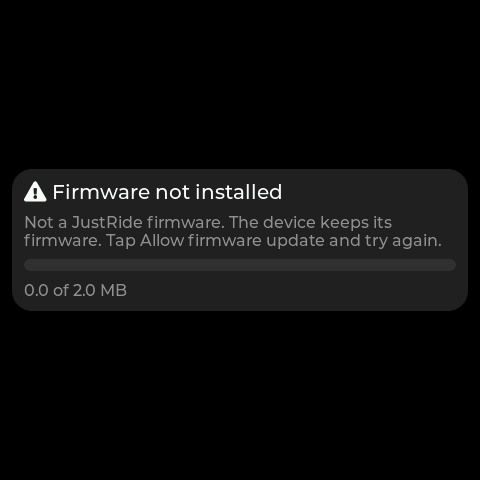 Firmware not installed
Not a JustRide firmware. The device keeps its
firmware. Tap Allow firmware update and try again.
0.0 of 2.0 MB